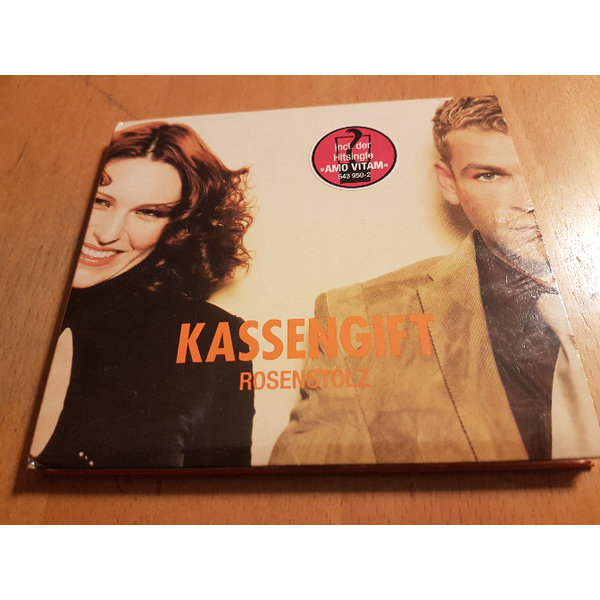 incl. der
Hitsingle
»AMO VITAM«
543 950-2
KASSENGIFT
ROSENSTOLZ